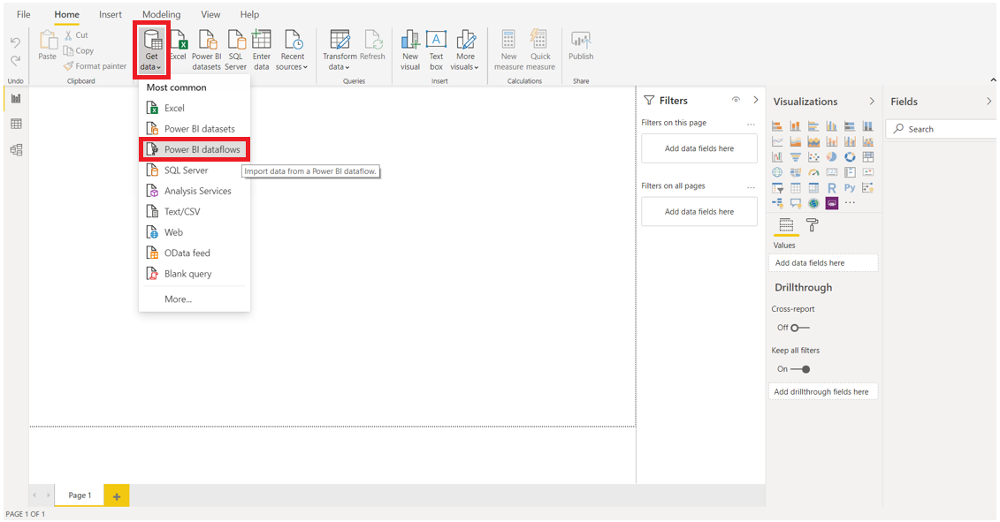 File Home Insert Modeling View Help
Paste
Cut
Copy
Format painter
Get data
Excel
Power BI datasets
SQL Server
Enter data
Recent sources
Transform data
Refresh
New visual
Text box
More visuals
New measure
Quick measure
Publish
Undo Clipboard Queries Insert Calculations Share
Most common
Excel
Power BI datasets
Power BI dataflows
SQL Server
Import data from a Power BI dataflow.
Analysis Services
Text/CSV
Web
OData feed
Blank query
More...
Filters
Filters on this page ...
Add data fields here
Filters on all pages ...
Add data fields here
Visualizations
R Py
...
Values
Add data fields here
Drillthrough
Cross-report
Off
Keep all filters
On
Add drillthrough fields here
Fields
Search
Page 1 +
PAGE 1 OF 1